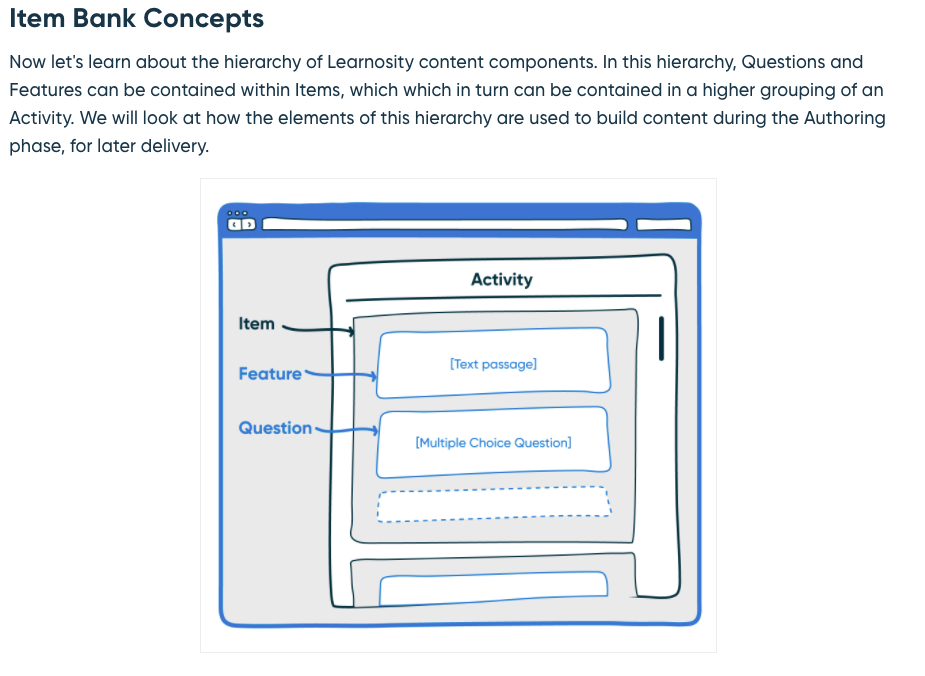 Item Bank Concepts
Now let's learn about the hierarchy of Learnosity content components. In this hierarchy, Questions and
Features can be contained within Items, which which in turn can be contained in a higher grouping of an
Activity. We will look at how the elements of this hierarchy are used to build content during the Authoring
phase, for later delivery.
Activity
Item
[Text passage]
Feature
Question
[Multiple Choice Question]